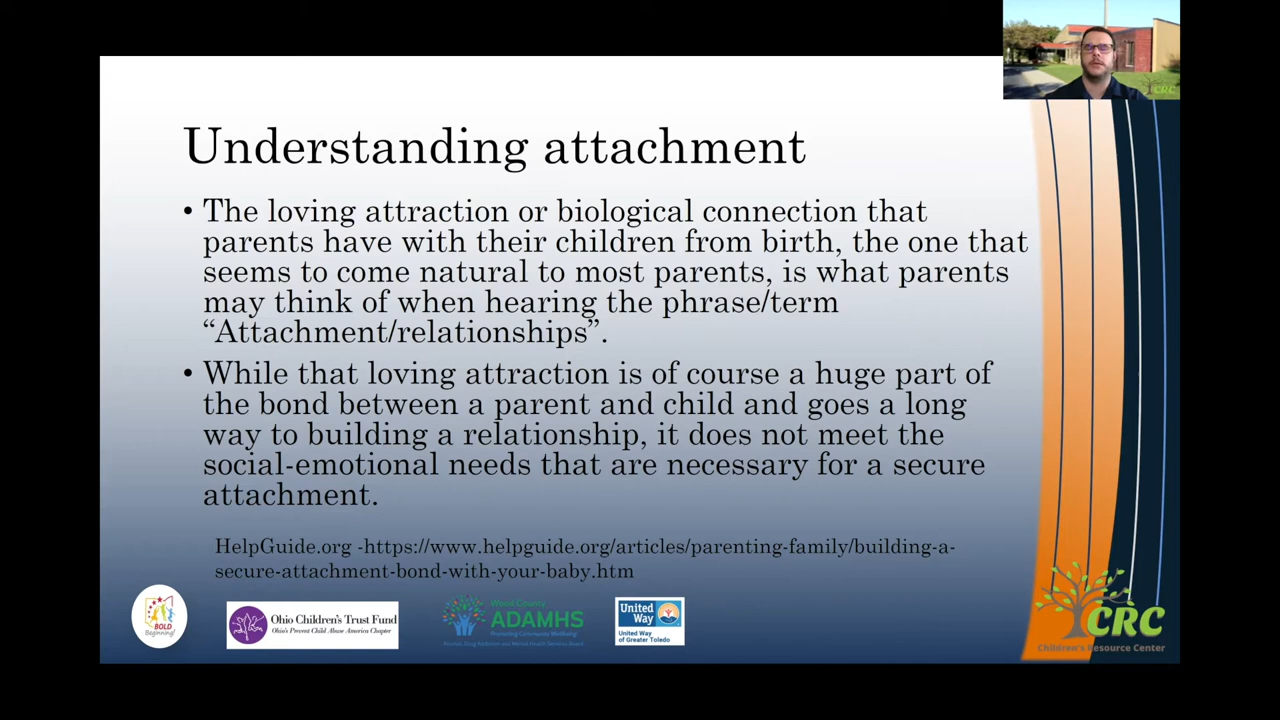 CRC
Understanding attachment
• The loving attraction or biological connection that
parents have with their children from birth, the one that
seems to come natural to most parents, is what parents
may think of when hearing the phrase/term
“Attachment/relationships”.
• While that loving attraction is of course a huge part of
the bond between a parent and child and goes a long
way to building a relationship, it does not meet the
social-emotional needs that are necessary for a secure
attachment.
HelpGuide.org -https://www.helpguide.org/articles/parenting-family/building-a-
secure-attachment-bond-with-your-baby.htm
BOLD
Beginning!
Ohio Children's Trust Fund
Ohio's Prevent Child Abuse America Chapter
Wood County
ADAMHS
Promoting Community Wellbeing
Alcohol, Drug Addiction and Mental Health Services Board
United
Way
United Way
of Greater Toledo
CRC
Children's Resource Center